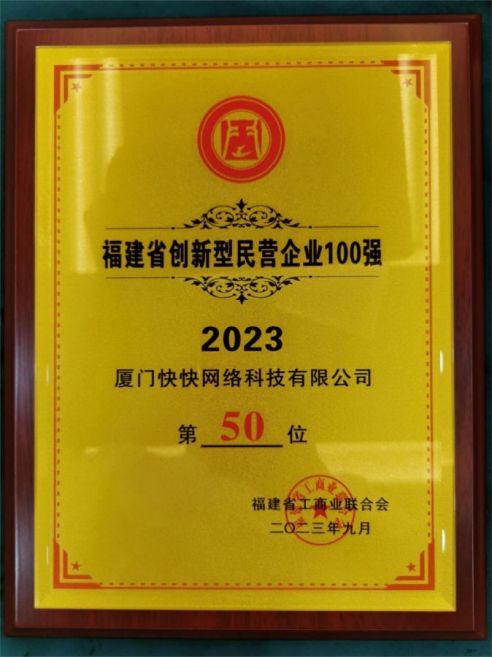 福建省创新型民营企业100强
2023
厦门快快网络科技有限公司
第 50 位
福建省工商业联合会
二〇二三年九月